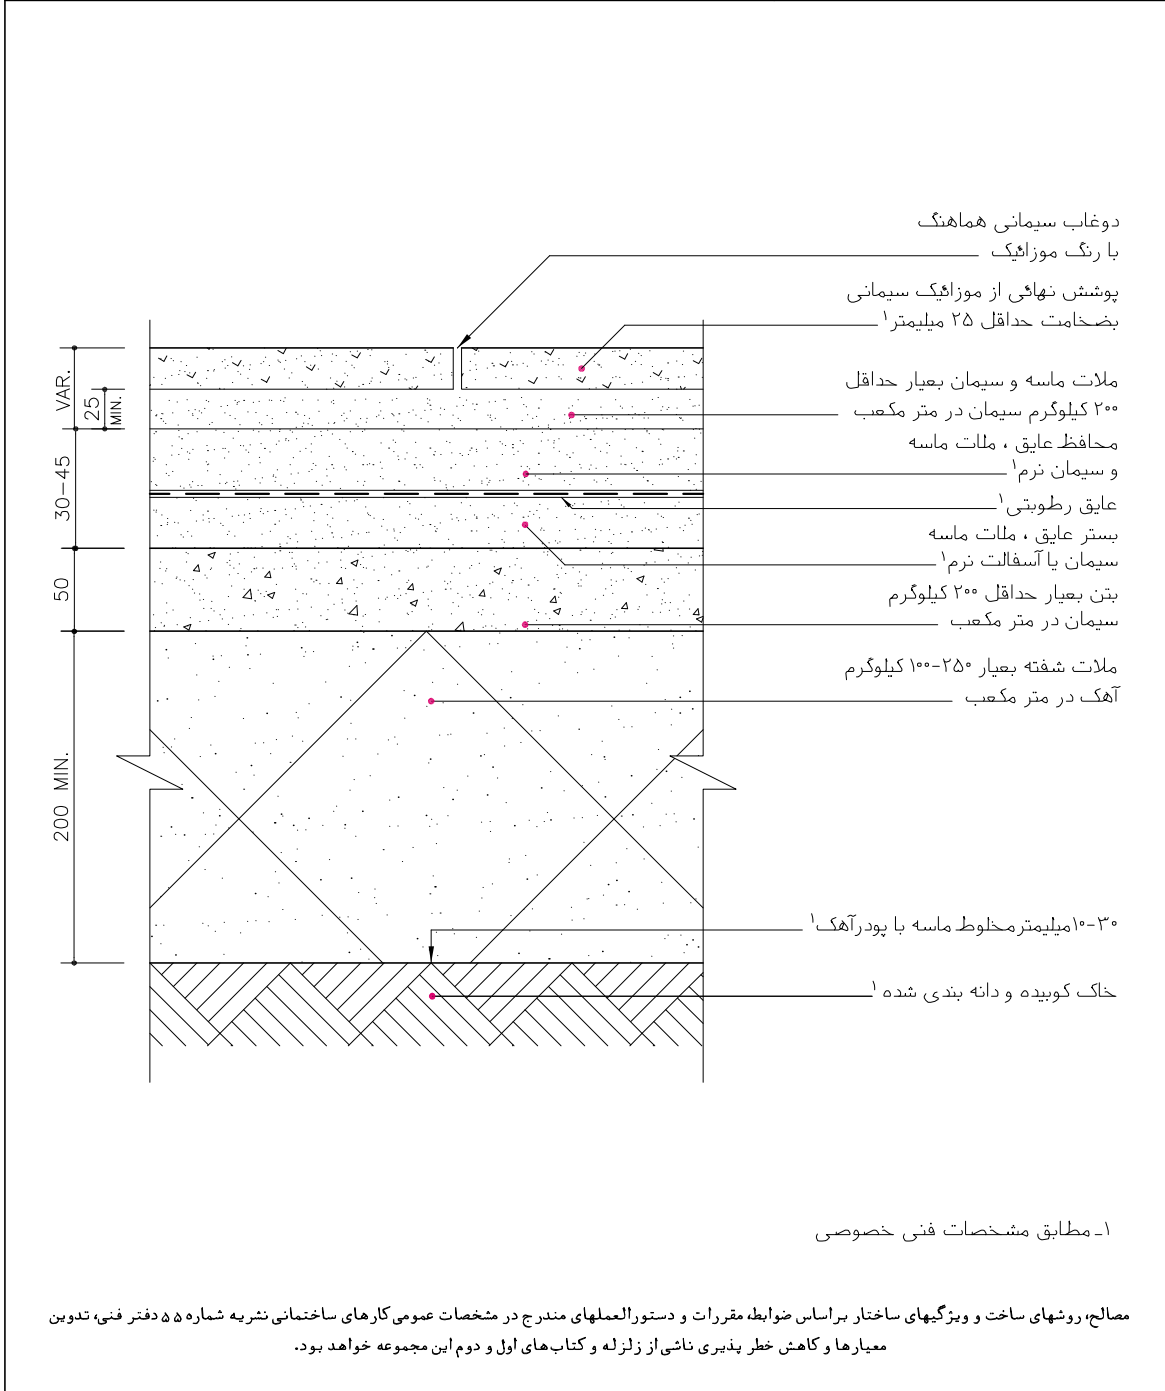 دوغاب سیمانی هماهنگ
با رنگ موزائیک
پوشش نهائی از موزائیک سیمانی
بضخامت حداقل ۲۵ میلیمتر۱
ملات ماسه و سیمان بعیار حداقل
۲۰۰ کیلوگرم سیمان در متر مکعب
محافظ عایق ، ملات ماسه
و سیمان نرم۱
عایق رطوبتی۱
بستر عایق ، ملات ماسه
سیمان یا آسفالت نرم۱
بتن بعیار حداقل ۲۰۰ کیلوگرم
سیمان در متر مکعب
ملات شفته بعیار ۲۵۰-۱۰۰ کیلوگرم
آهک در متر مکعب
۱۰-۳۰میلیمترمخلوط ماسه با پودرآهک۱
خاک کوبیده و دانه بندی شده ۱
VAR.
25
MIN.
30-45
50
200 MIN.
۱ـ مطابق مشخصات فنی خصوصی
مصالح، روشهای ساخت و ویژگیهای ساختار براساس ضوابط، مقررات و دستورالعملهای مندرج در مشخصات عمومی کارهای ساختمانی نشریه شماره ۵۵ دفتر فنی، تدوین
معیارها و کاهش خطر پذیری ناشی از زلزله و کتاب‌های اول و دوم این مجموعه خواهد بود.